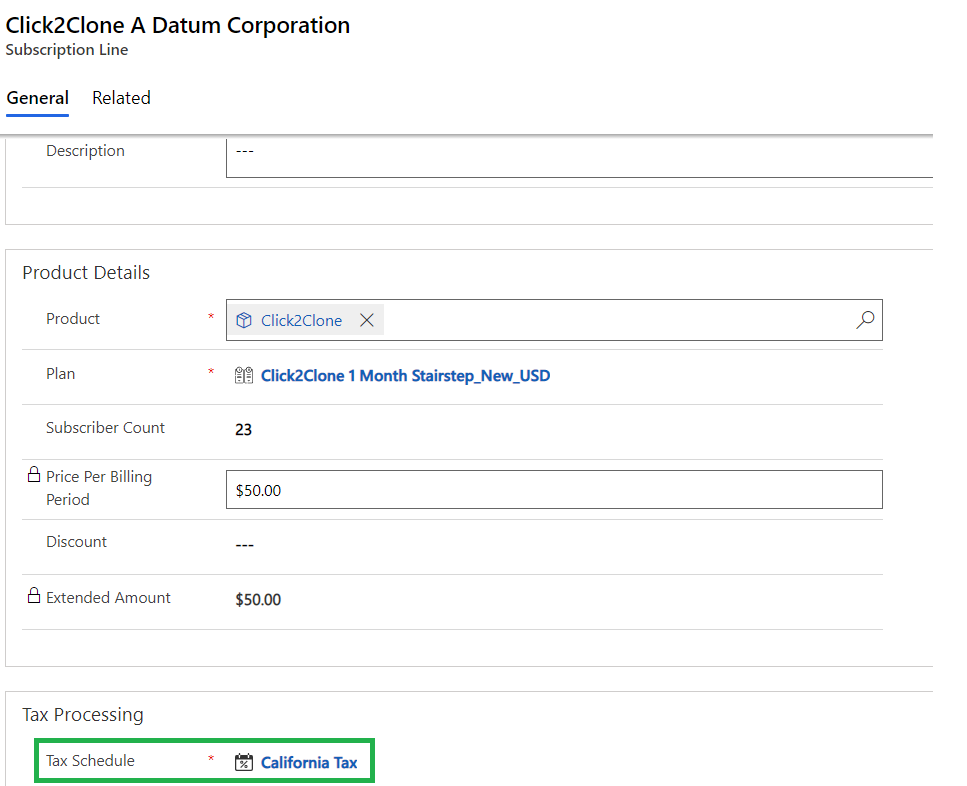 Click2Clone A Datum Corporation
Subscription Line
General Related
Description ---
Product Details
Product * Click2Clone
Plan * Click2Clone 1 Month Stairstep_New_USD
Subscriber Count 23
Price Per Billing
Period $50.00
Discount ---
Extended Amount $50.00
Tax Processing
Tax Schedule * California Tax